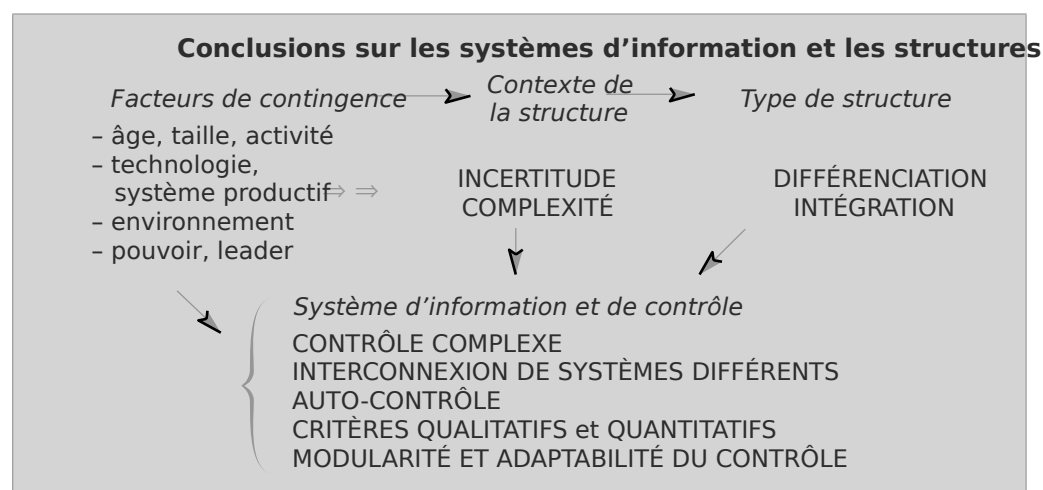 Conclusions sur les systèmes d’information et les structures
Facteurs de contingence
Contexte de
la structure
Type de structure
– âge, taille, activité
– technologie,
système productif⇒ ⇒
– environnement
– pouvoir, leader
INCERTITUDE
COMPLEXITÉ
DIFFÉRENCIATION
INTÉGRATION
Système d’information et de contrôle
CONTRÔLE COMPLEXE
INTERCONNEXION DE SYSTÈMES DIFFÉRENTS
AUTO-CONTRÔLE
CRITÈRES QUALITATIFS et QUANTITATIFS
MODULARITÉ ET ADAPTABILITÉ DU CONTRÔLE